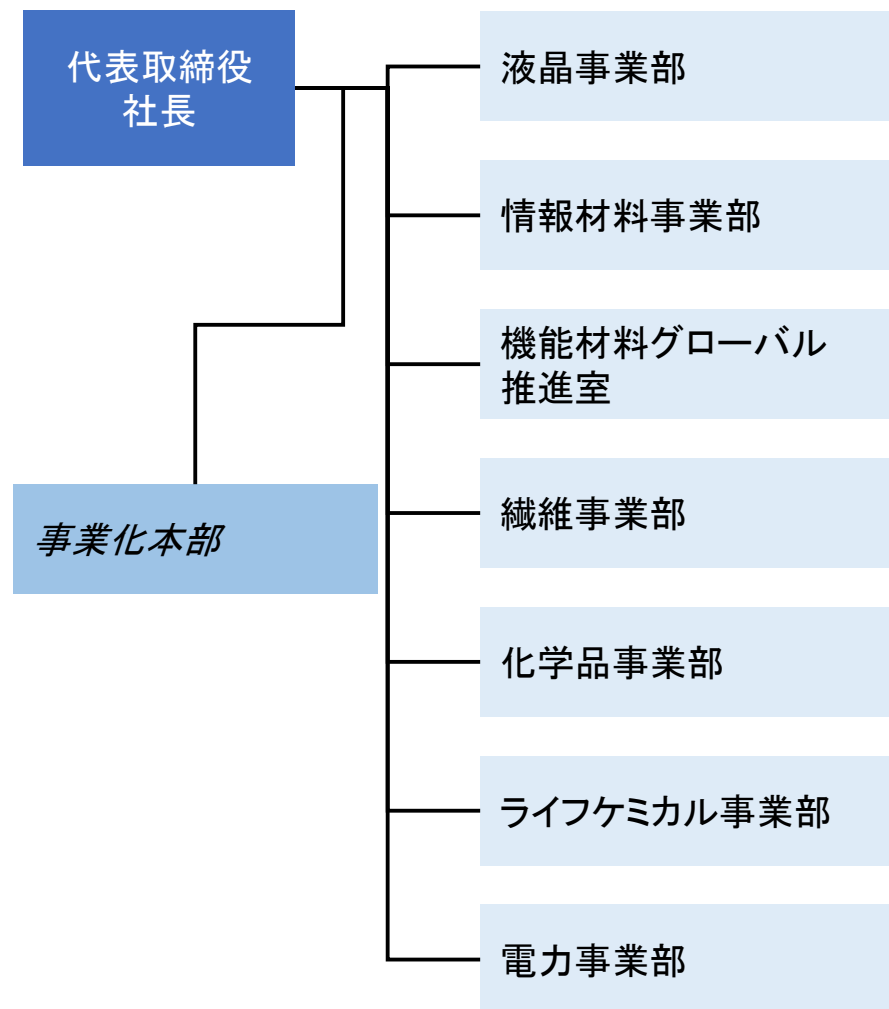 代表取締役
社長
液晶事業部
情報材料事業部
機能材料グローバル
推進室
繊維事業部
事業化本部
化学品事業部
ライフケミカル事業部
電力事業部